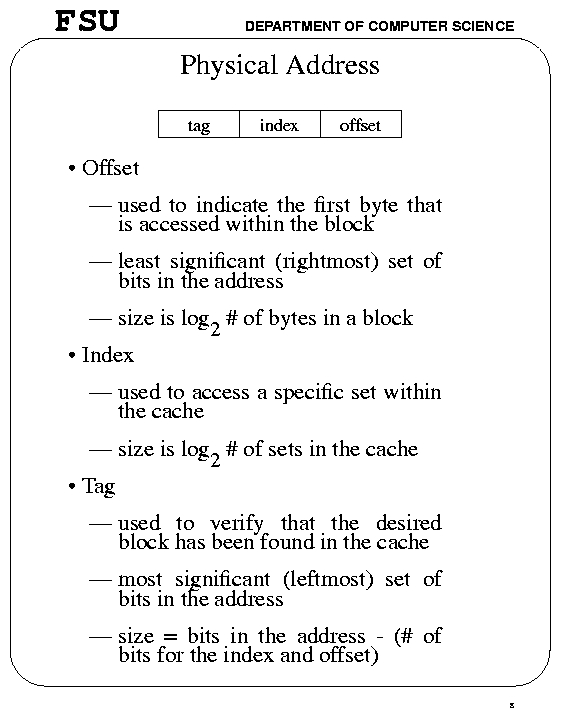 FSU DEPARTMENT OF COMPUTER SCIENCE
Physical Address
tag index offset
• Offset
— used to indicate the first byte that
is accessed within the block
— least significant (rightmost) set of
bits in the address
— size is log2 # of bytes in a block
• Index
— used to access a specific set within
the cache
— size is log2 # of sets in the cache
• Tag
— used to verify that the desired
block has been found in the cache
— most significant (leftmost) set of
bits in the address
— size = bits in the address - (# of
bits for the index and offset)
8